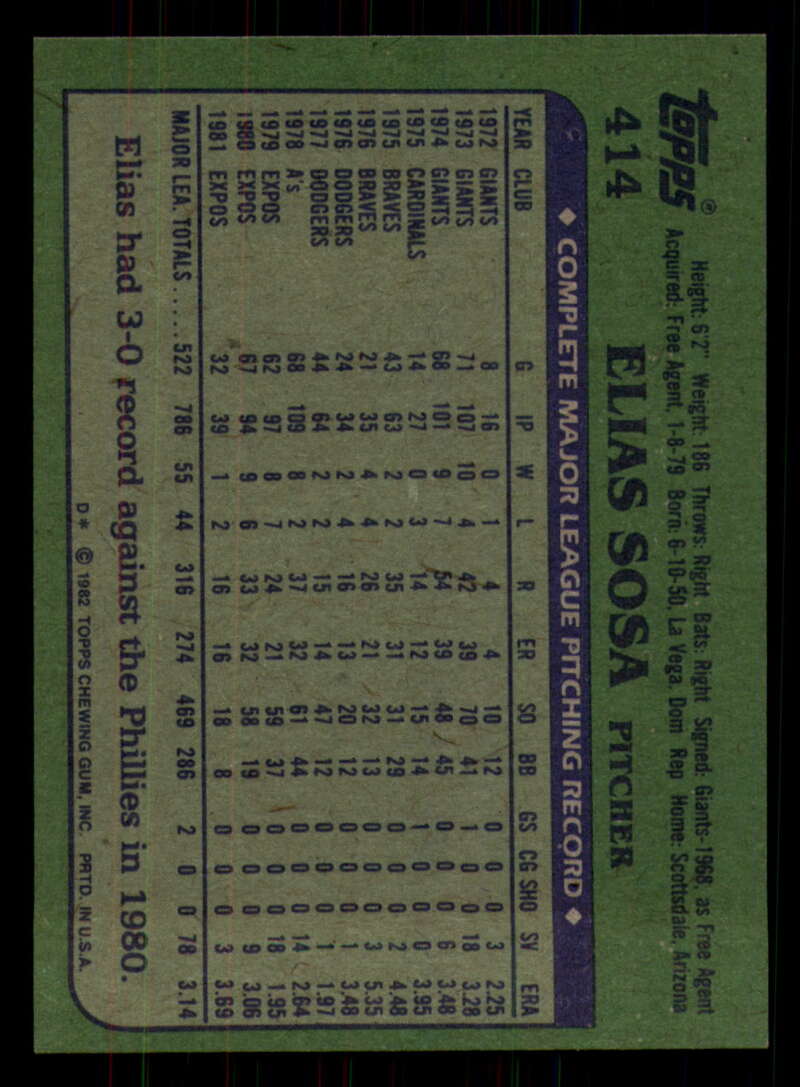 topps®
414 ELIAS SOSA PITCHER
Height: 6'2" Weight: 186 Throws: Right Bats: Right Signed: Giants-1968, as Free Agent
Acquired: Free Agent, 1-8-79 Born: 6-10-50, La Vega, Dom Rep Home: Scottsdale, Arizona
◆ COMPLETE MAJOR LEAGUE PITCHING RECORD ◆
YEAR CLUB G IP W L R ER SO BB GS CG SHO SV ERA
1972 GIANTS 8 16 0 1 4 4 10 12 0 0 0 3 2.25
1973 GIANTS 71 107 10 4 42 39 70 41 1 0 0 18 3.28
1974 GIANTS 68 101 9 7 54 39 48 45 0 0 0 6 3.48
1975 CARDINALS 14 27 0 3 14 12 15 14 1 0 0 0 3.95
1975 BRAVES 43 63 2 2 35 31 31 29 0 0 0 2 4.48
1976 BRAVES 21 35 4 4 26 21 32 13 0 0 0 3 5.35
1976 DODGERS 24 34 2 4 16 13 20 12 0 0 0 1 3.48
1977 DODGERS 44 64 2 2 15 14 47 12 0 0 0 1 1.97
1978 A's 68 109 8 2 37 32 61 44 0 0 0 14 2.64
1979 EXPOS 62 97 8 7 24 21 59 37 0 0 0 18 1.95
1980 EXPOS 67 94 9 6 33 32 58 19 0 0 0 9 3.06
1981 EXPOS 32 39 1 2 16 16 18 8 0 0 0 3 3.69
MAJOR LEA. TOTALS ..... 522 786 55 44 316 274 469 286 2 0 0 78 3.14
Elias had 3-0 record against the Phillies in 1980.
D* © 1982 TOPPS CHEWING GUM, INC. PRTD. IN U.S.A.